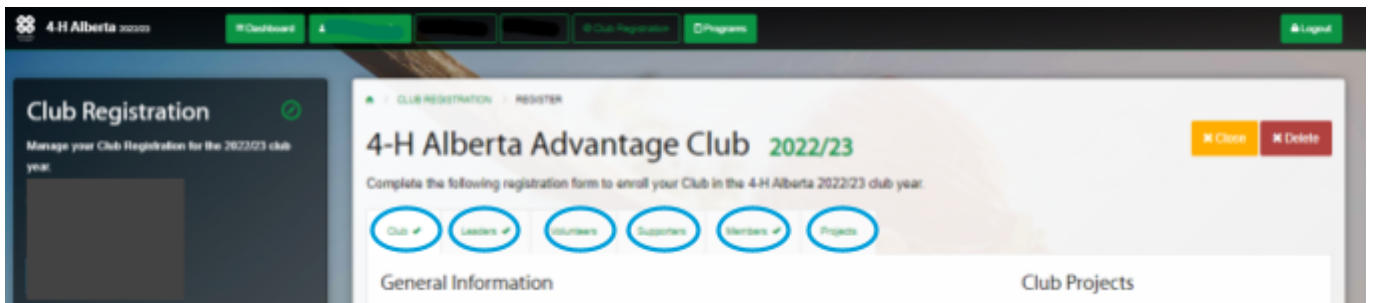 4-H Alberta 2022/23 Dashboard Club Registration Programs Logout
Club Registration
Manage your Club Registration for the 2022/23 club
year.
CLUB REGISTRATION REGISTER
4-H Alberta Advantage Club 2022/23
Close Delete
Complete the following registration form to enroll your Club in the 4-H Alberta 2022/23 club year.
Club Leaders Volunteers Supporters Members Projects
General Information Club Projects